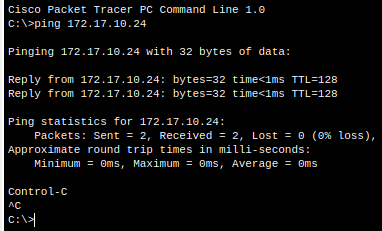 Cisco Packet Tracer PC Command Line 1.0
C:\>ping 172.17.10.24
Pinging 172.17.10.24 with 32 bytes of data:
Reply from 172.17.10.24: bytes=32 time<1ms TTL=128
Reply from 172.17.10.24: bytes=32 time<1ms TTL=128
Ping statistics for 172.17.10.24:
    Packets: Sent = 2, Received = 2, Lost = 0 (0% loss),
Approximate round trip times in milli-seconds:
    Minimum = 0ms, Maximum = 0ms, Average = 0ms
Control-C
^C
C:\>